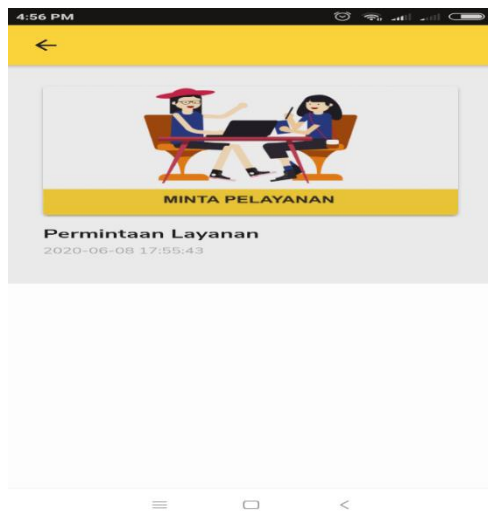 4:56 PM
MINTA PELAYANAN
Permintaan Layanan
2020-06-08 17:55:43